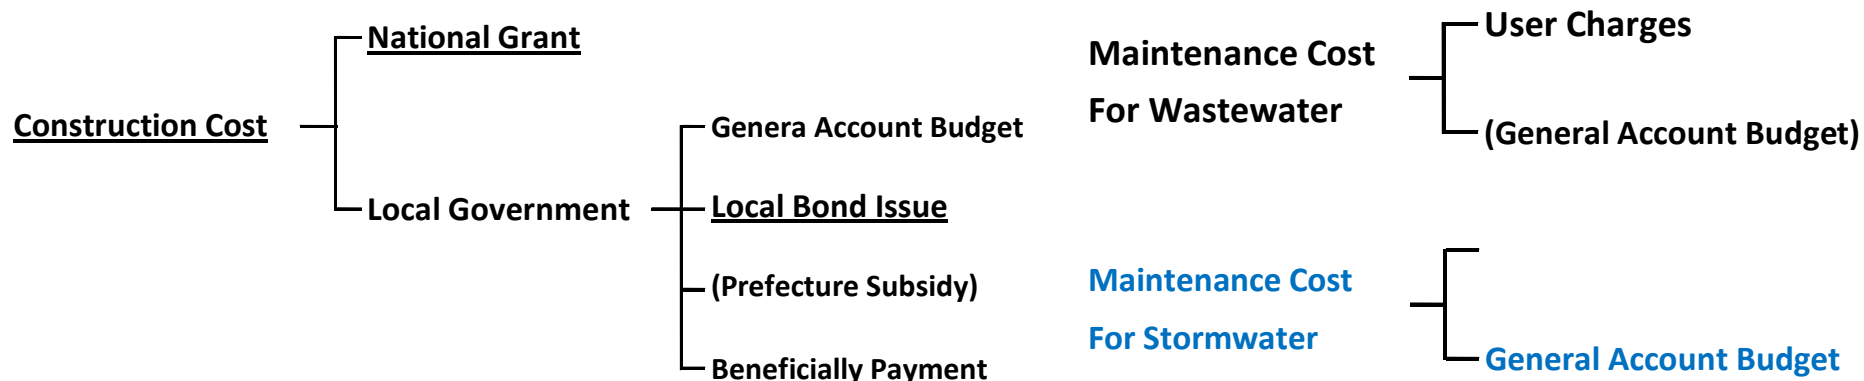 National Grant
Construction Cost
Genera Account Budget
Local Government
Local Bond Issue
(Prefecture Subsidy)
Beneficially Payment
User Charges
Maintenance Cost
For Wastewater
(General Account Budget)
Maintenance Cost
For Stormwater
General Account Budget